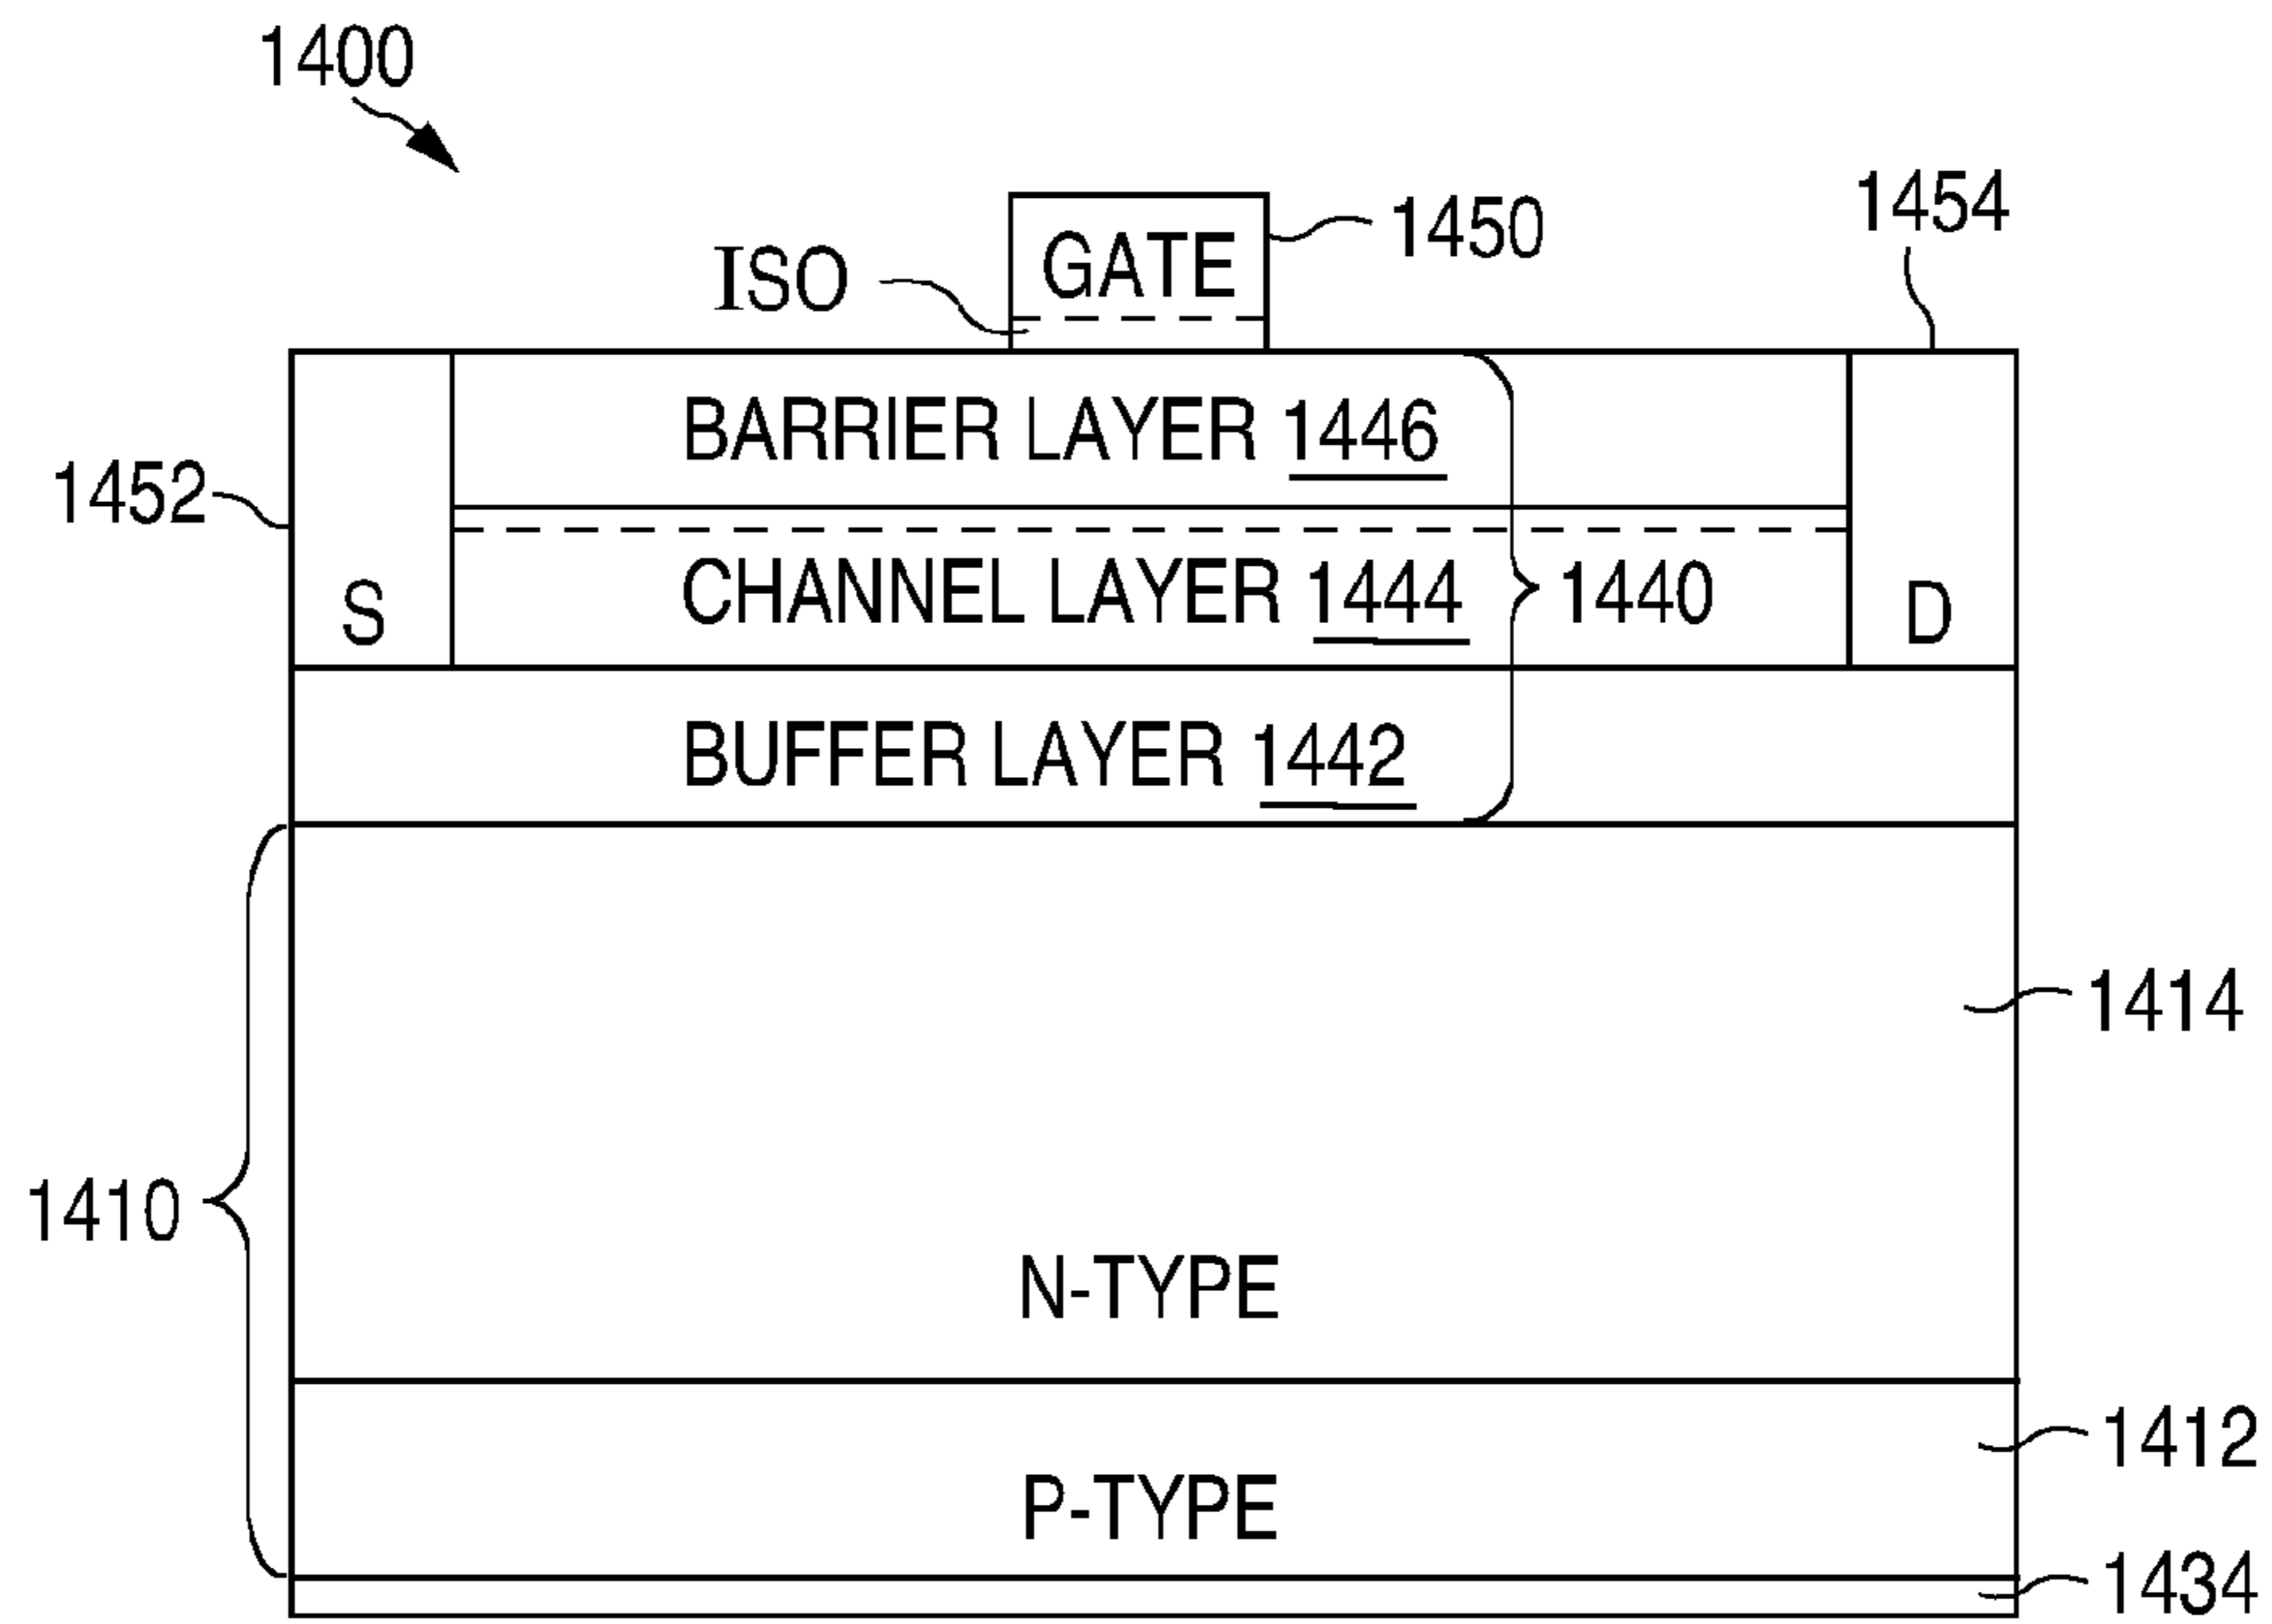 1400
1454
GATE 1450
ISO
BARRIER LAYER 1446
1452
CHANNEL LAYER 1444 1440
S D
BUFFER LAYER 1442
1414
1410
N-TYPE
1412
P-TYPE
1434